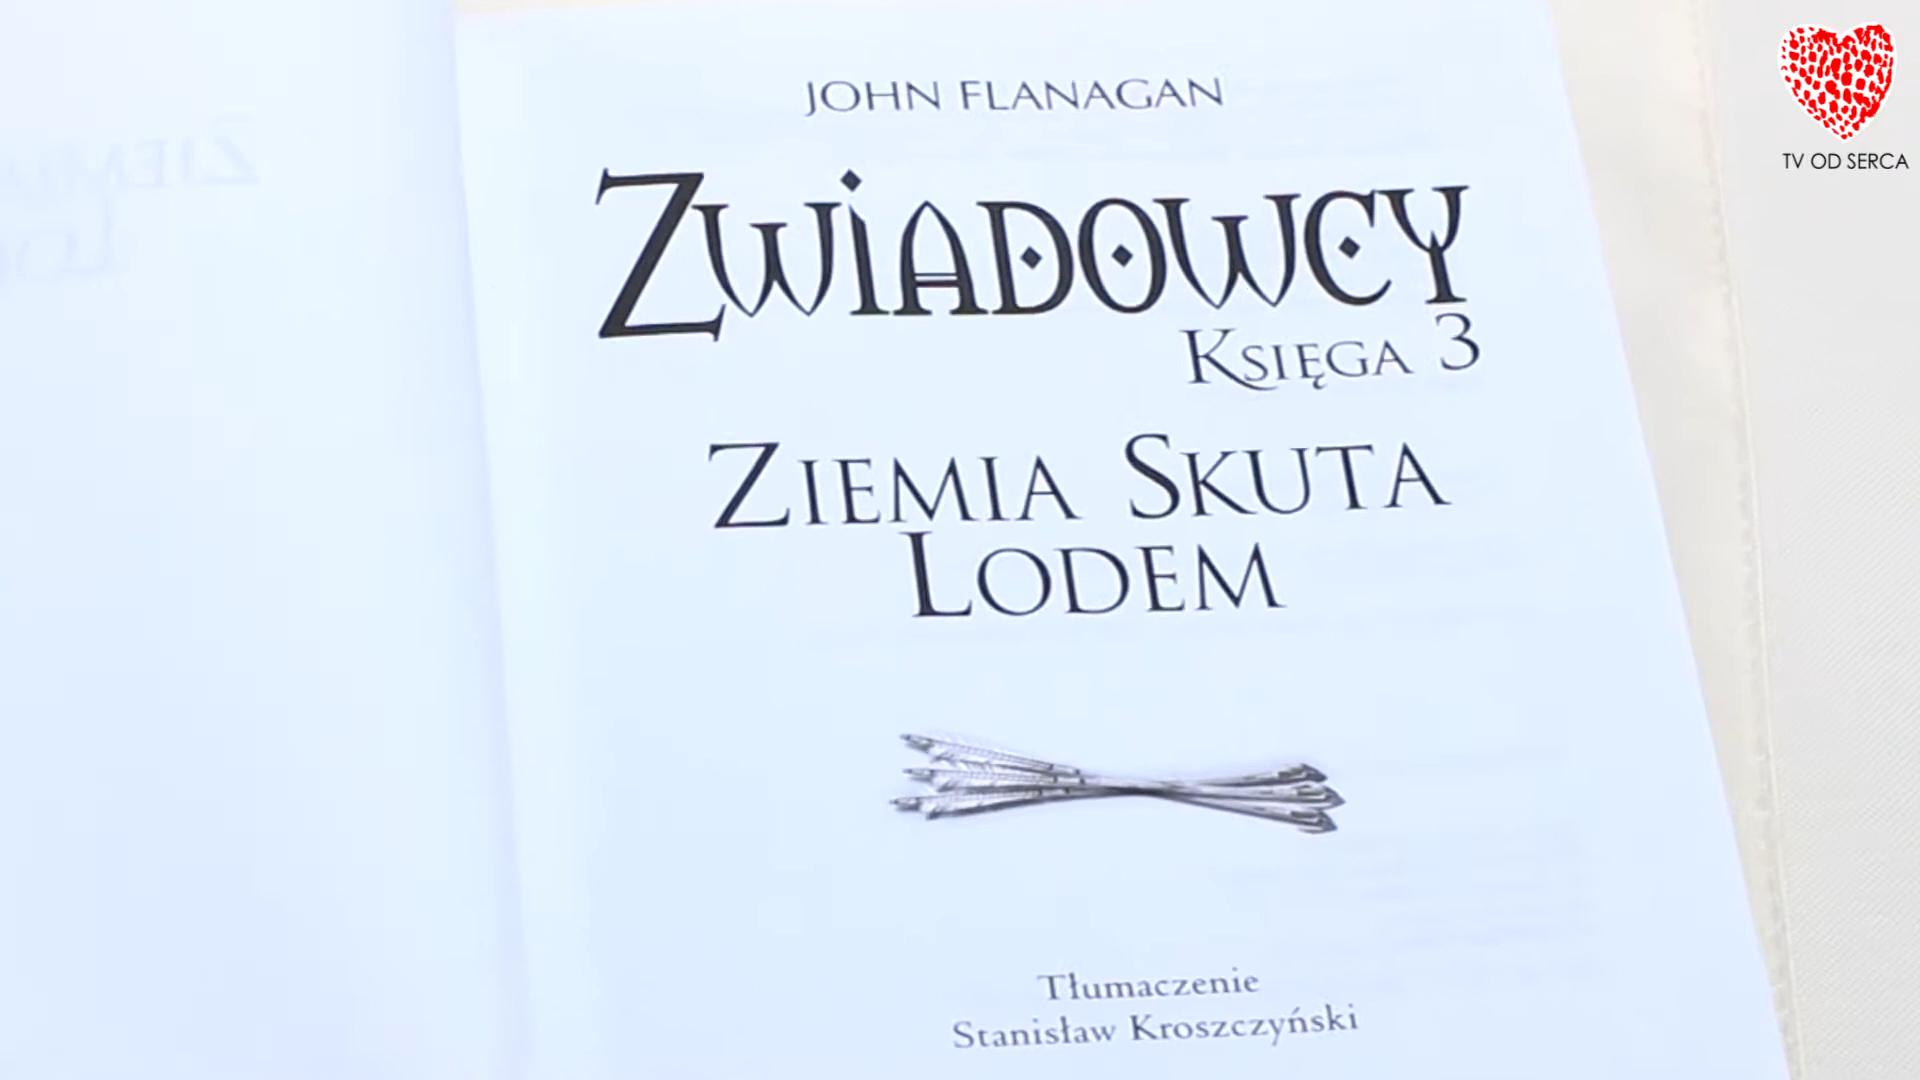 JOHN FLANAGAN
ZWIADOWCY
KSIĘGA 3
ZIEMIA SKUTA
LODEM
Tłumaczenie
Stanisław Kroszczyński
TV OD SERCA